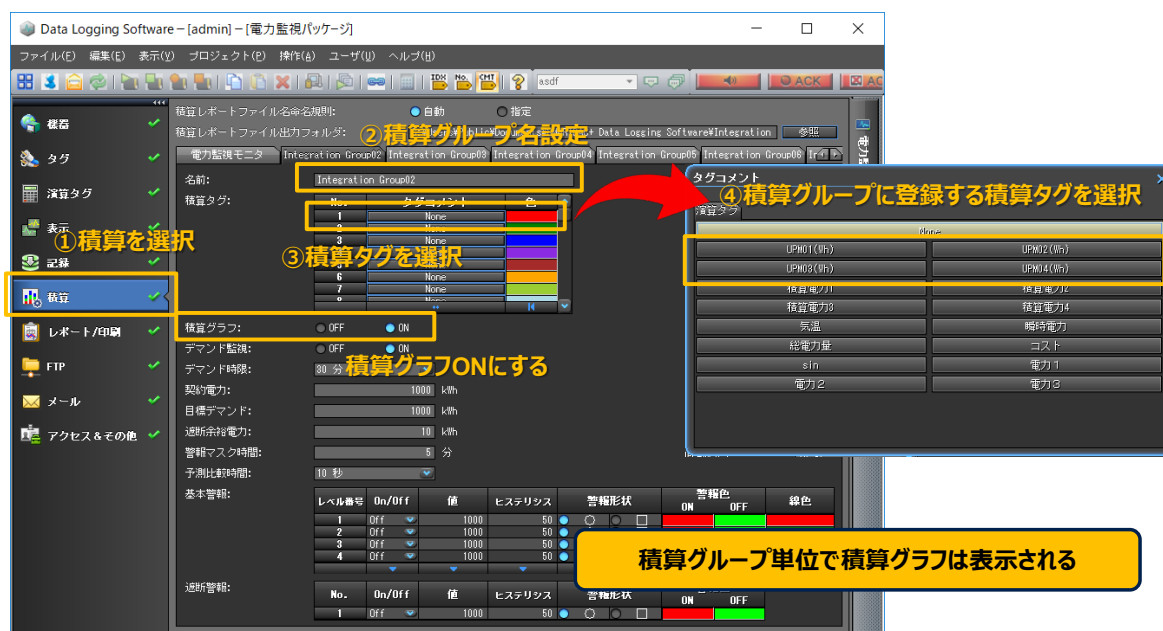 Data Logging Software – [admin] – [電力監視パッケージ]
ファイル(F) 編集(E) 表示(V) プロジェクト(P) 操作(A) ユーザ(U) ヘルプ(H)
IDX No. CMT asdf ACK AC
積算レポートファイル名命名規則: 自動 指定
積算レポートファイル出力フォルダ: + Data Logging Software¥Integration 参照
②積算グループ名設定
電力監視モニタ Integration Group02 Integration Group03 Integration Group04 Integration Group05 Integration Group06
名前: Integration Group02
積算タグ: No. タグコメント 色
1 None
None
3 None
6 None
7 None
None
機器
タグ
演算タグ
表示
①積算を選択
記録
積算
レポート/印刷
FTP
メール
アクセス&その他
③積算タグを選択
積算グラフ: OFF ON
デマンド監視: OFF ON
積算グラフONにする
デマンド時限: 30 分
契約電力: 1000 kWh
目標デマンド: 1000 kWh
遮断余裕電力: 10 kWh
警報マスク時間: 5 分
予測比較時間: 10 秒
基本警報: レベル番号 On/Off 値 ヒステリシス 警報形状 警報色 線色
ON OFF
1 Off 1000 50
2 Off 1000 50
3 Off 1000 50
4 Off 1000 50
遮断警報: No. On/Off 値 ヒステリシス 警報形状
ON OFF
1 Off 1000 50
タグコメント
④積算グループに登録する積算タグを選択
演算タグ
None
UPM01(Wh) UPM02(Wh)
UPM03(Wh) UPM04(Wh)
積算電力1 積算電力2
積算電力3 積算電力4
気温 瞬時電力
総電力量 コスト
sin 電力1
電力2 電力3
積算グループ単位で積算グラフは表示される